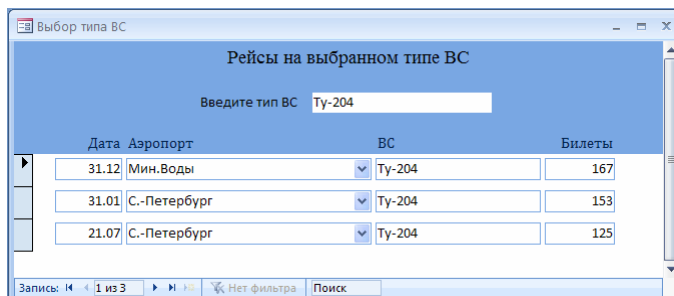 Выбор типа ВС
Рейсы на выбранном типе ВС
Введите тип ВС Ту-204
Дата Аэропорт ВС Билеты
31.12 Мин.Воды Ту-204 167
31.01 С.-Петербург Ту-204 153
21.07 С.-Петербург Ту-204 125
Запись: 1 из 3 Нет фильтра Поиск